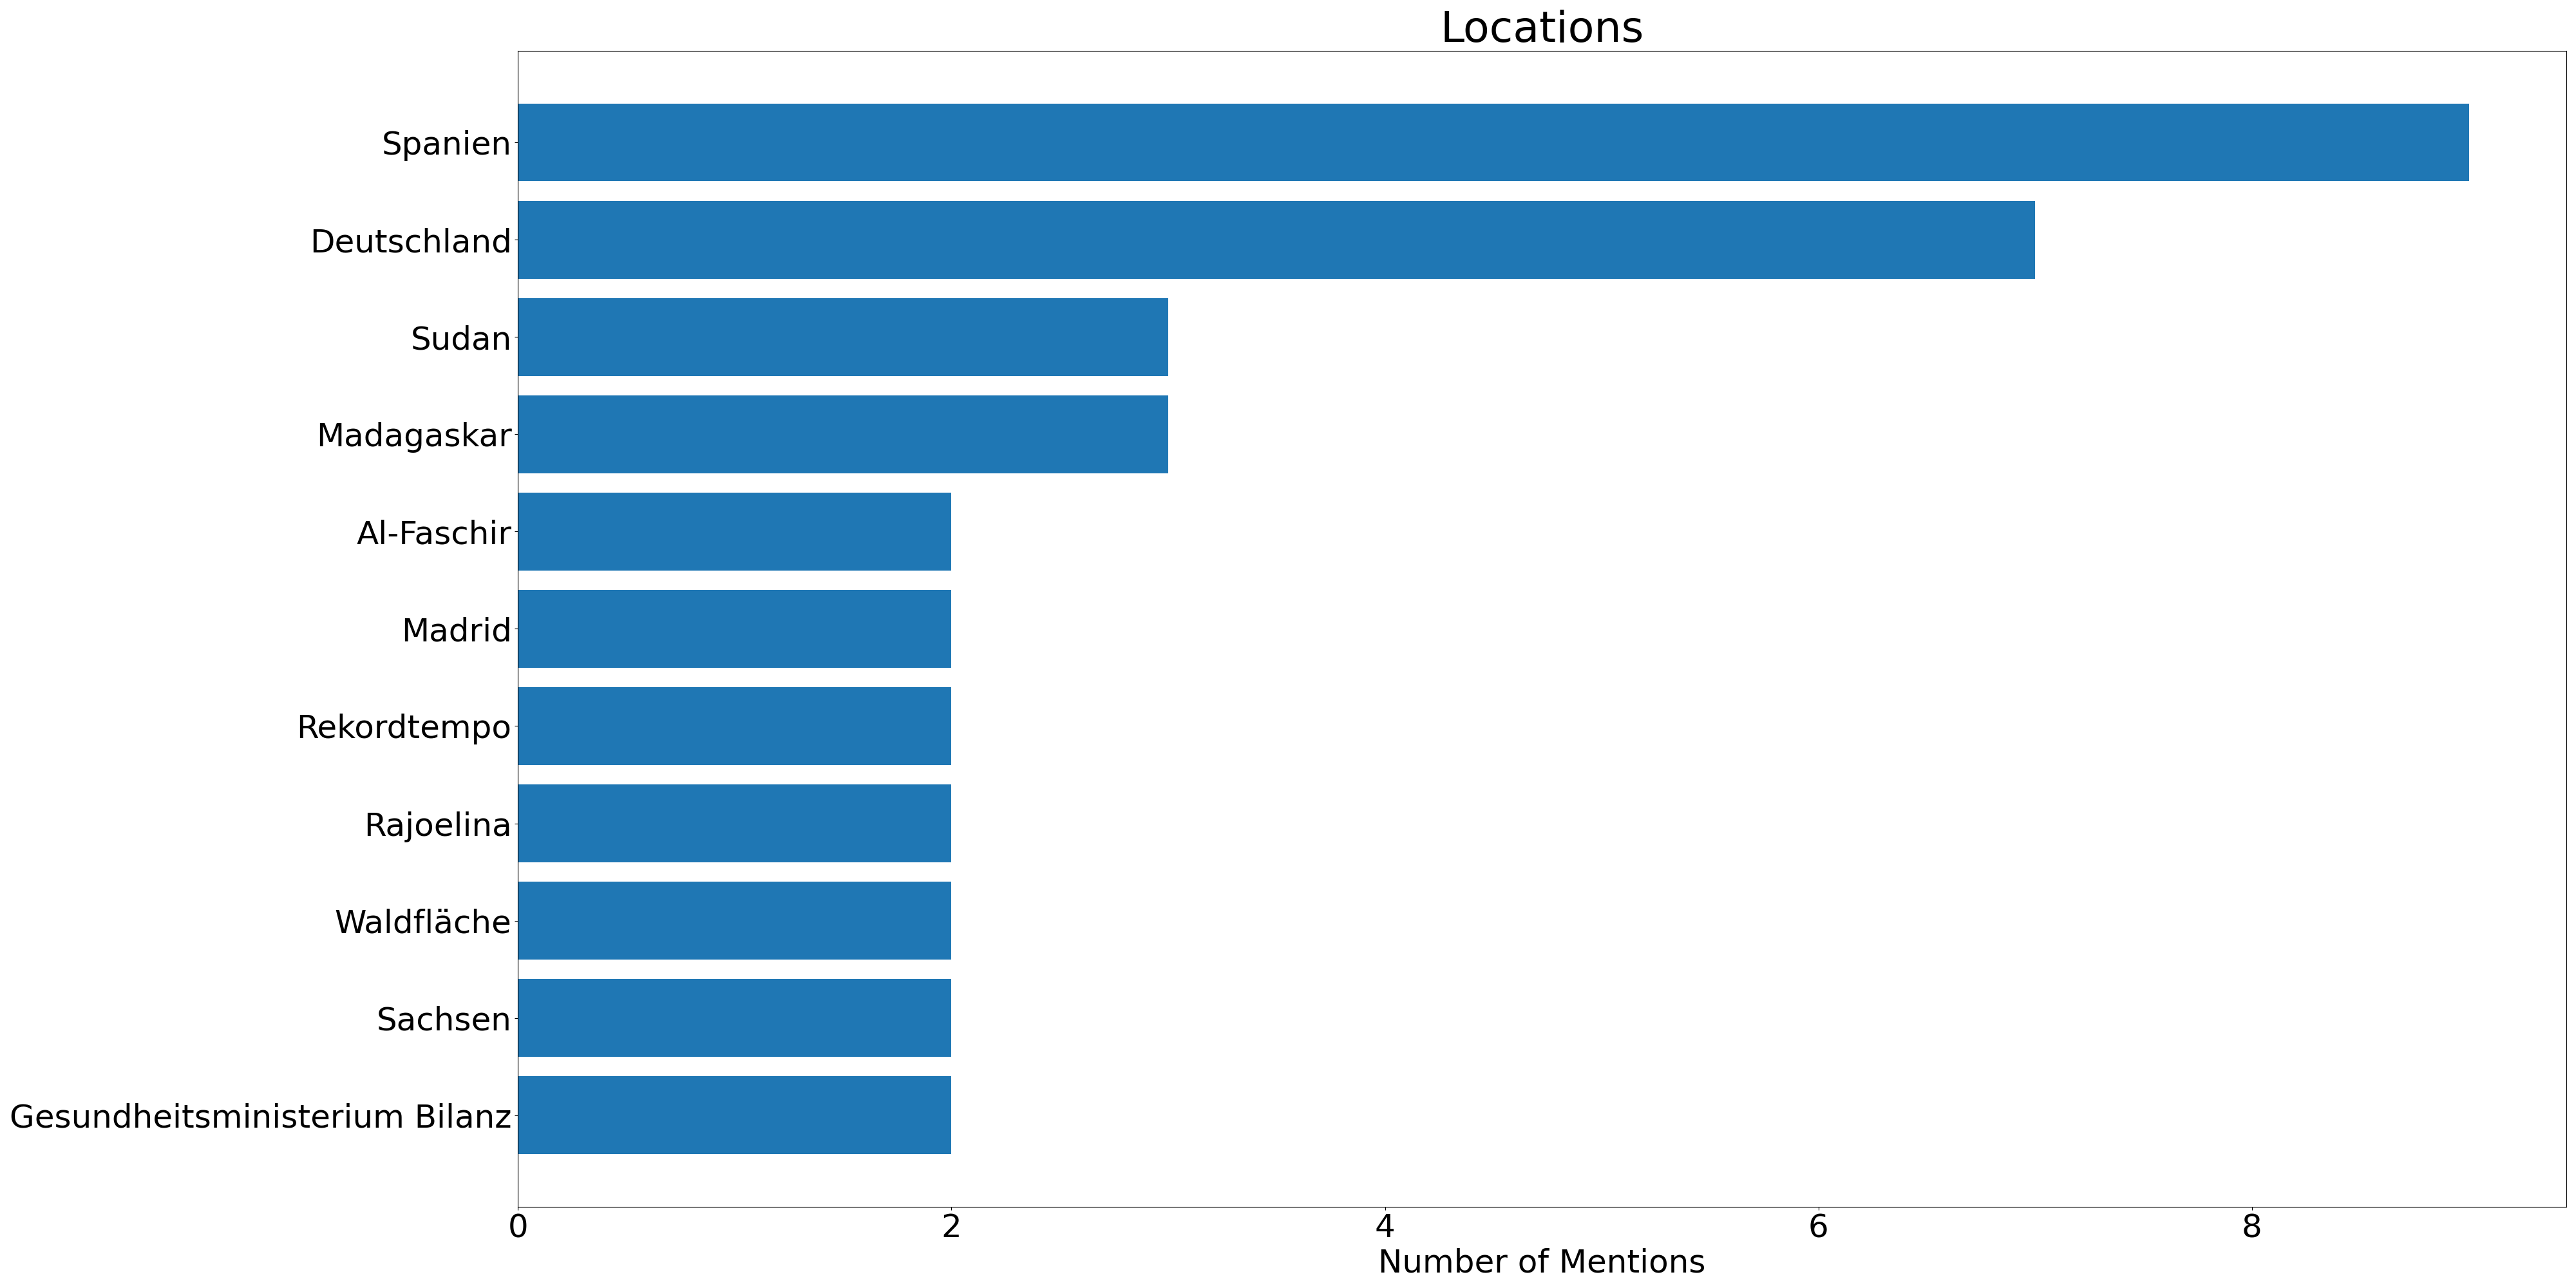 Locations
Spanien
Deutschland
Sudan
Madagaskar
Al-Faschir
Madrid
Rekordtempo
Rajoelina
Waldfläche
Sachsen
Gesundheitsministerium Bilanz
0 2 4 6 8
Number of Mentions